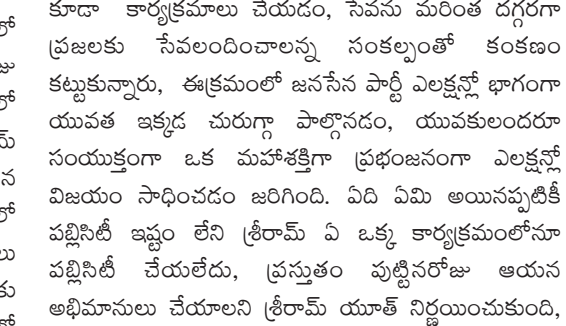 కూడా కార్యక్రమాలు చేయడం, సేవను మరింత దగ్గరగా
ప్రజలకు సేవలందించాలన్న సంకల్పంతో కంకణం
కట్టుకున్నారు, ఈక్రమంలో జనసేన పార్టీ ఎలక్షన్లో భాగంగా
యువత ఇక్కడ చురుగ్గా పాల్గొనడం, యువకులందరూ
సంయుక్తంగా ఒక మహాశక్తిగా ప్రభంజనంగా ఎలక్షన్లో
విజయం సాధించడం జరిగింది. ఏది ఏమి అయినప్పటికీ
పబ్లిసిటీ ఇష్టం లేని శ్రీరామ్ ఏ ఒక్క కార్యక్రమంలోనూ
పబ్లిసిటీ చేయలేదు, ప్రస్తుతం పుట్టినరోజు ఆయన
అభిమానులు చేయాలని శ్రీరామ్ యూత్ నిర్ణయించుకుంది,